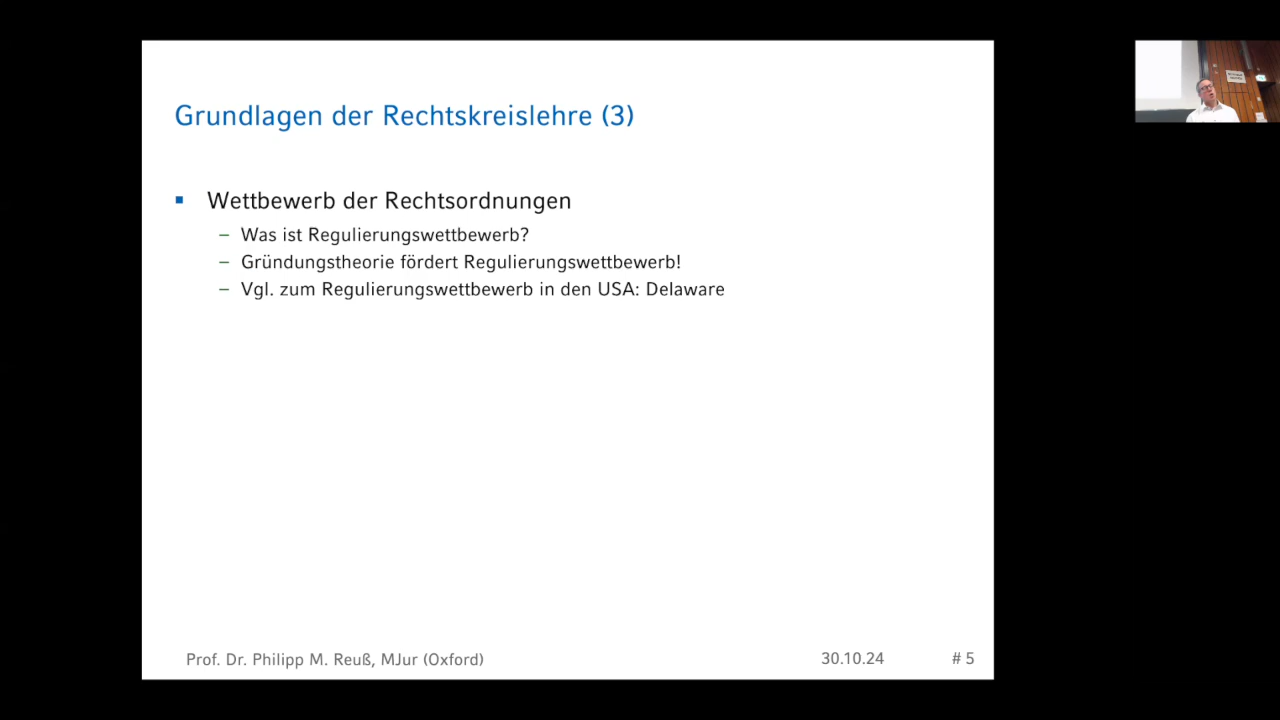 Grundlagen der Rechtskreislehre (3)
Wettbewerb der Rechtsordnungen
– Was ist Regulierungswettbewerb?
– Gründungstheorie fördert Regulierungswettbewerb!
– Vgl. zum Regulierungswettbewerb in den USA: Delaware
Prof. Dr. Philipp M. Reuß, MJur (Oxford) 30.10.24 # 5